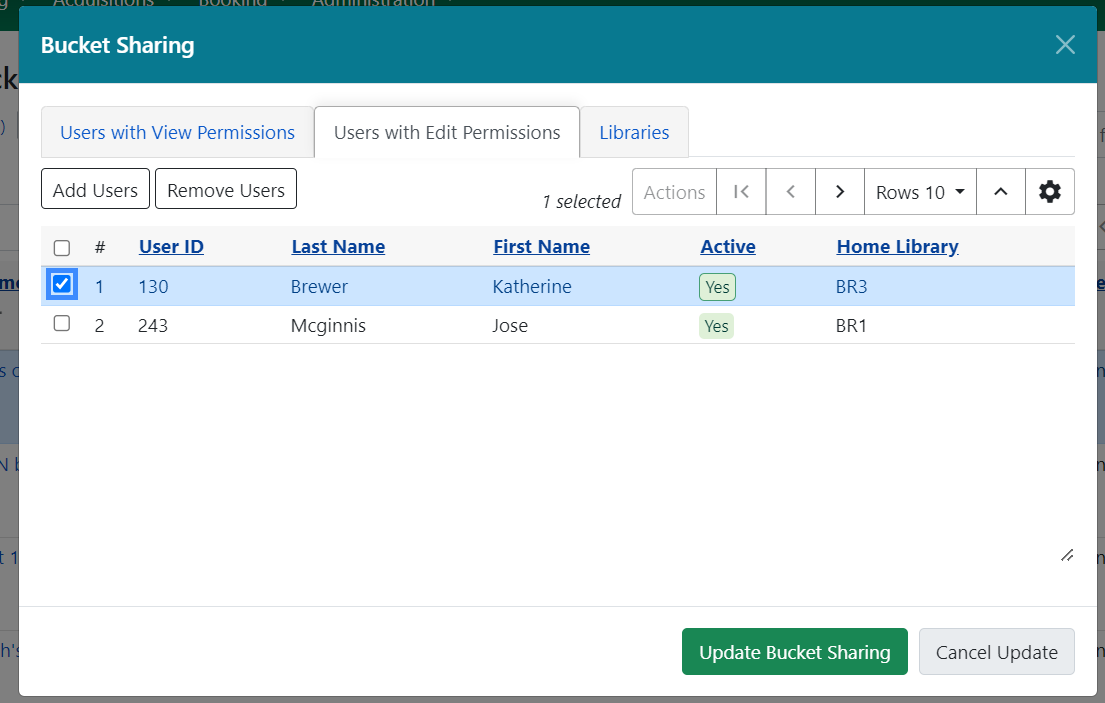 Acquisitions Booking Administration
Bucket Sharing
Users with View Permissions Users with Edit Permissions Libraries
Add Users Remove Users 1 selected Actions Rows 10
# User ID Last Name First Name Active Home Library
1 130 Brewer Katherine Yes BR3
2 243 Mcginnis Jose Yes BR1
Update Bucket Sharing Cancel Update